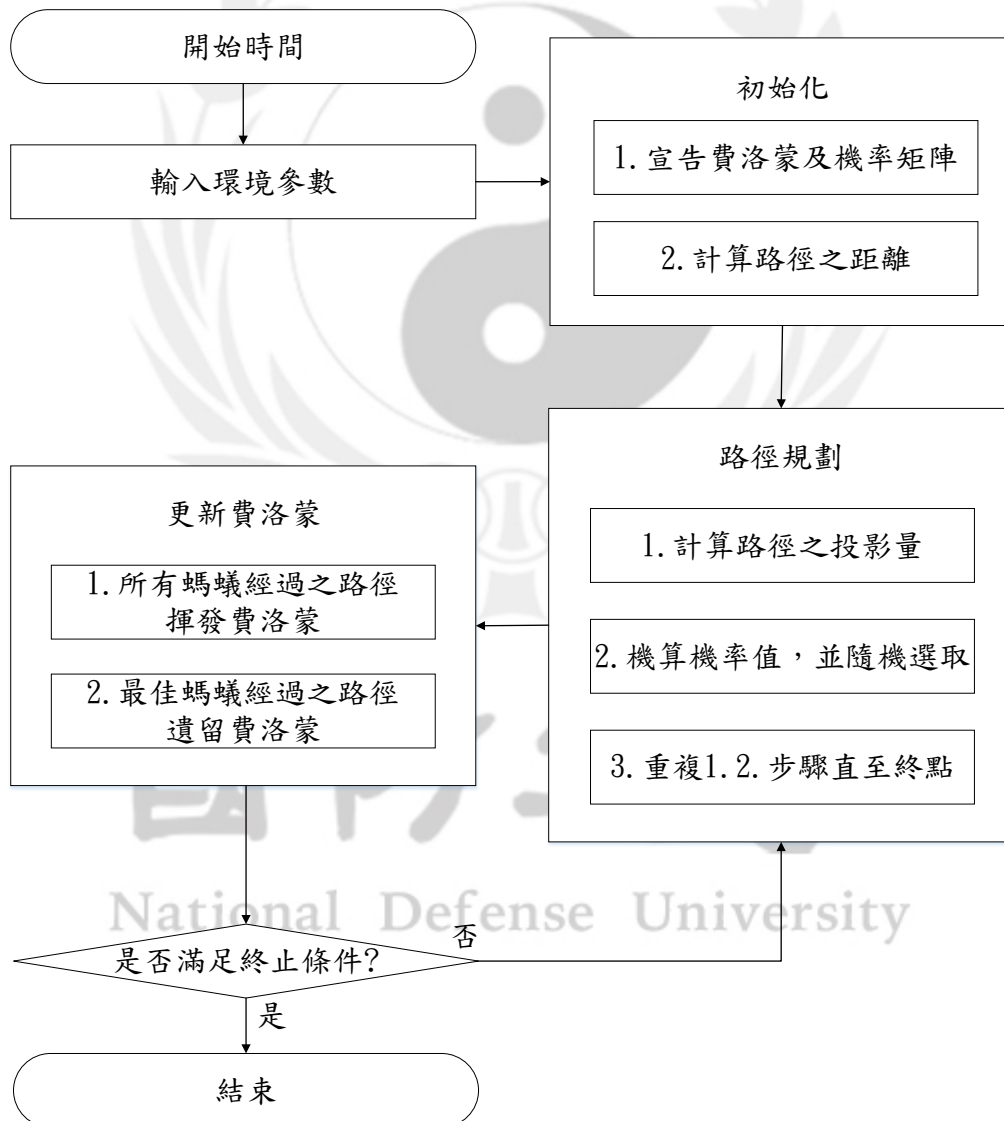 開始時間
輸入環境參數
初始化
1.宣告費洛蒙及機率矩陣
2.計算路徑之距離
路徑規劃
1.計算路徑之投影量
2.機算機率值，並隨機選取
3.重複1.2.步驟直至終點
更新費洛蒙
1.所有螞蟻經過之路徑
揮發費洛蒙
2.最佳螞蟻經過之路徑
遺留費洛蒙
是否滿足終止條件?
否
是
結束
National Defense University